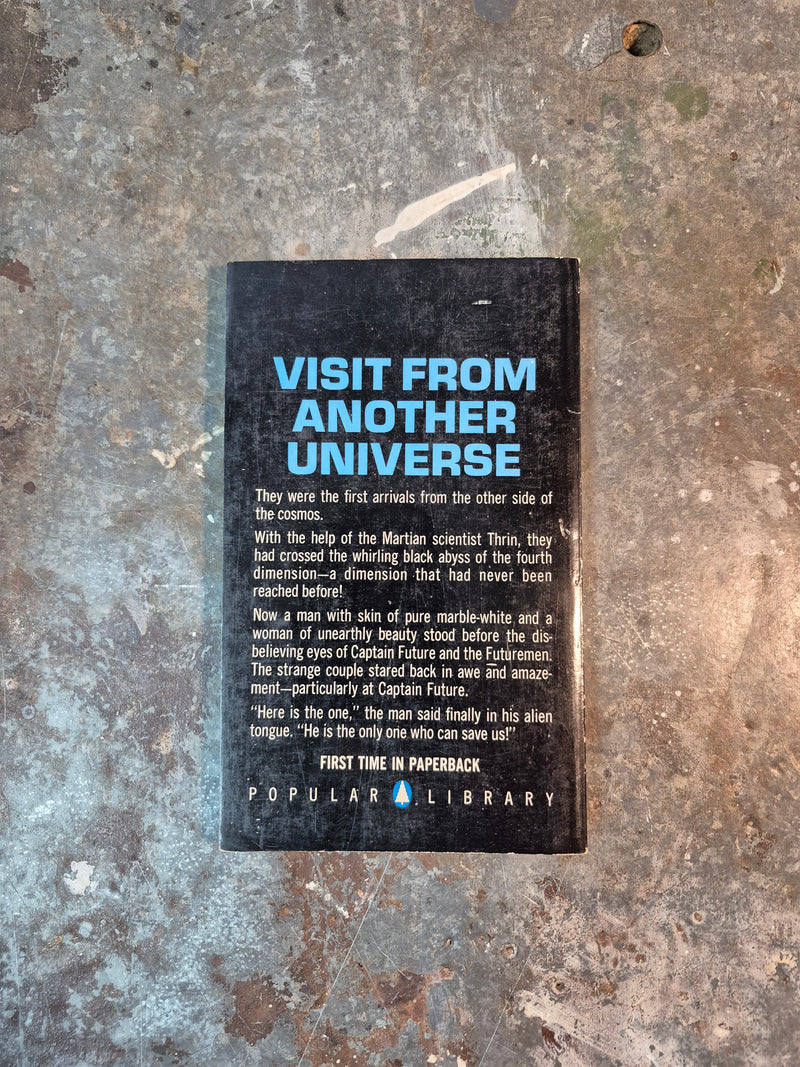 VISIT FROM
ANOTHER
UNIVERSE
They were the first arrivals from the other side of
the cosmos.
With the help of the Martian scientist Thrin, they
had crossed the whirling black abyss of the fourth
dimension—a dimension that had never been
reached before!
Now a man with skin of pure marble-white and a
woman of unearthly beauty stood before the dis-
believing eyes of Captain Future and the Futuremen.
The strange couple stared back in awe and amaze-
ment—particularly at Captain Future.
"Here is the one," the man said finally in his alien
tongue. "He is the only one who can save us!"
FIRST TIME IN PAPERBACK
POPULAR LIBRARY